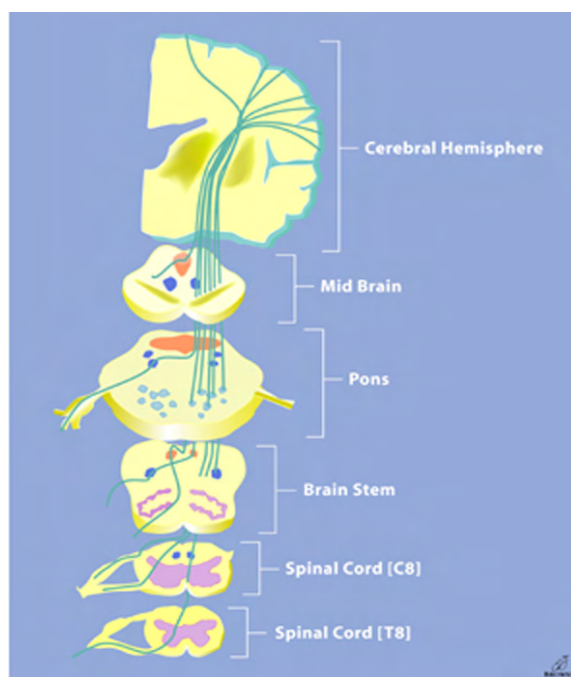 Cerebral Hemisphere
Mid Brain
Pons
Brain Stem
Spinal Cord [C8]
Spinal Cord [T8]